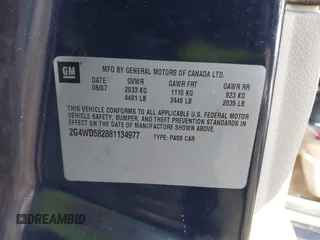 GM
MFG BY GENERAL MOTORS OF CANADA LTD.
DATE GVWR GAWR FRT GAWR RR
08/07 2033 KG 1110 KG 923 KG
4481 LB 2446 LB 2035 LB
THIS VEHICLE CONFORMS TO ALL APPLICABLE U.S. FEDERAL MOTOR
VEHICLE SAFETY, BUMPER, AND THEFT PREVENTION STANDARDS IN
EFFECT ON THE DATE OF MANUFACTURE SHOWN ABOVE.
2G4WD582881134977 TYPE: PASS CAR
DREAMBID